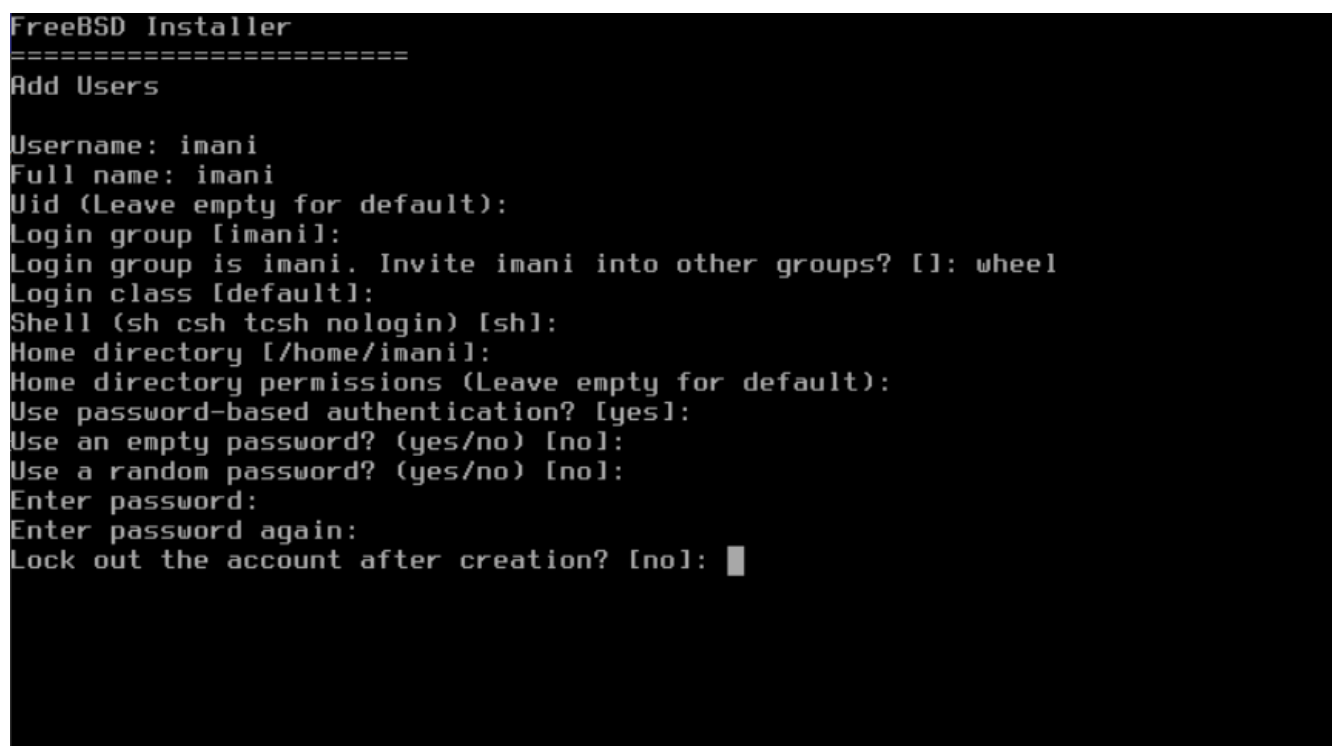 FreeBSD Installer
========================
Add Users
Username: imani
Full name: imani
Uid (Leave empty for default):
Login group [imani]:
Login group is imani. Invite imani into other groups? []: wheel
Login class [default]:
Shell (sh csh tcsh nologin) [sh]:
Home directory [/home/imani]:
Home directory permissions (Leave empty for default):
Use password-based authentication? [yes]:
Use an empty password? (yes/no) [no]:
Use a random password? (yes/no) [no]:
Enter password:
Enter password again:
Lock out the account after creation? [no]: